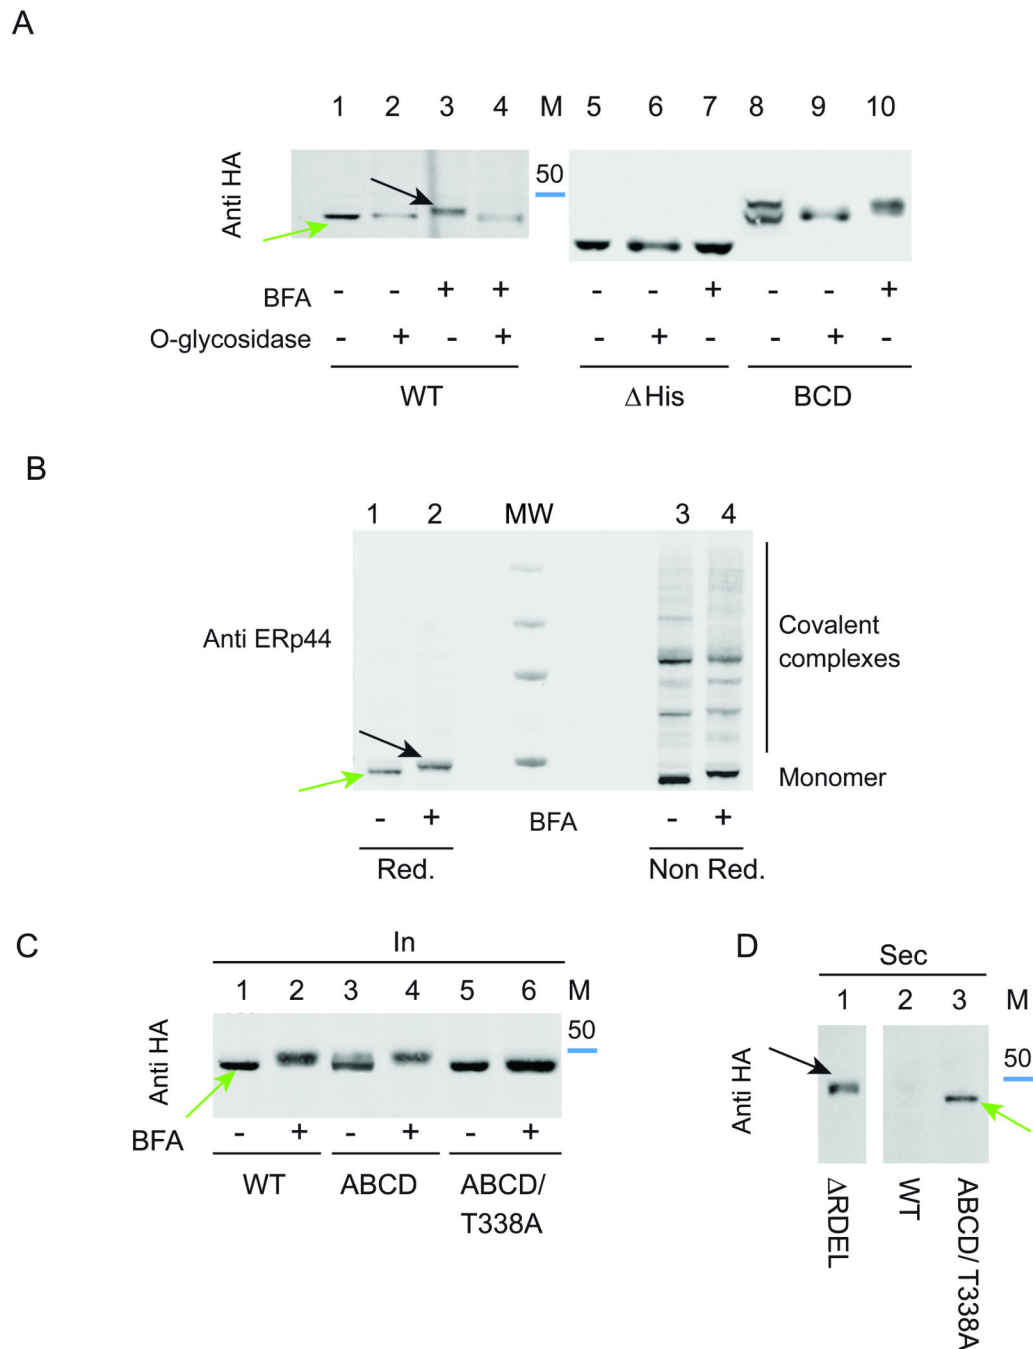 A
1 2 3 4 M 5 6 7 8 9 10
Anti HA
50
BFA - - + + - - + - - +
O-glycosidase - + - + - + - - + -
WT ΔHis BCD
B
1 2 MW 3 4
Anti ERp44
Covalent
complexes
Monomer
- + BFA - +
Red. Non Red.
C
In
1 2 3 4 5 6 M
50
Anti HA
BFA - + - + - +
WT ABCD ABCD/
T338A
D
Sec
1 2 3 M
50
Anti HA
ΔRDEL
WT
ABCD/ T338A